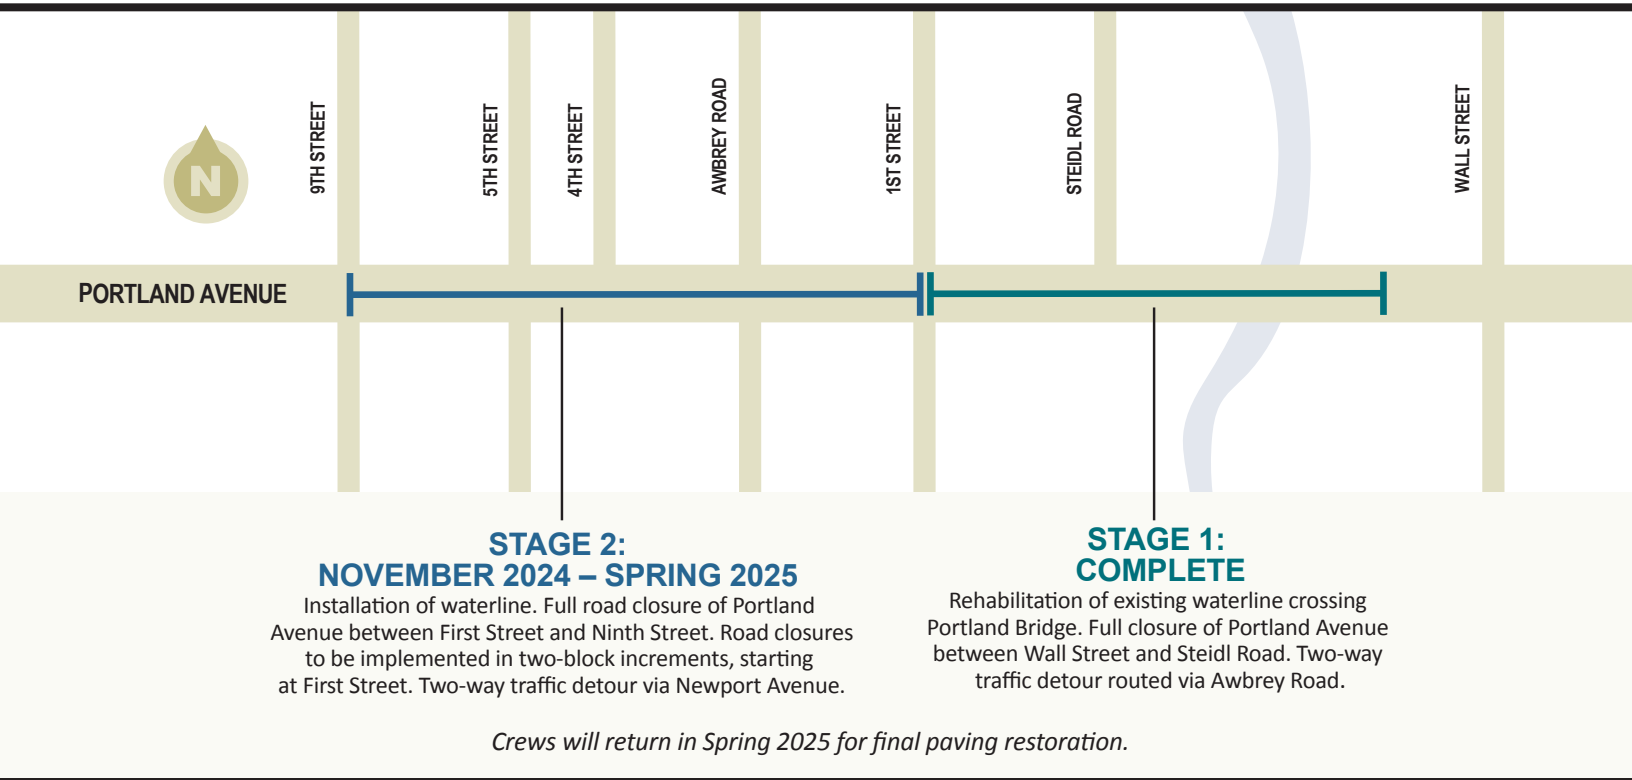 9TH STREET
5TH STREET
4TH STREET
AWBREY ROAD
1ST STREET
STEIDL ROAD
WALL STREET
N
PORTLAND AVENUE
STAGE 2:
NOVEMBER 2024 – SPRING 2025
Installation of waterline. Full road closure of Portland
Avenue between First Street and Ninth Street. Road closures
to be implemented in two-block increments, starting
at First Street. Two-way traffic detour via Newport Avenue.
STAGE 1:
COMPLETE
Rehabilitation of existing waterline crossing
Portland Bridge. Full closure of Portland Avenue
between Wall Street and Steidl Road. Two-way
traffic detour routed via Awbrey Road.
Crews will return in Spring 2025 for final paving restoration.